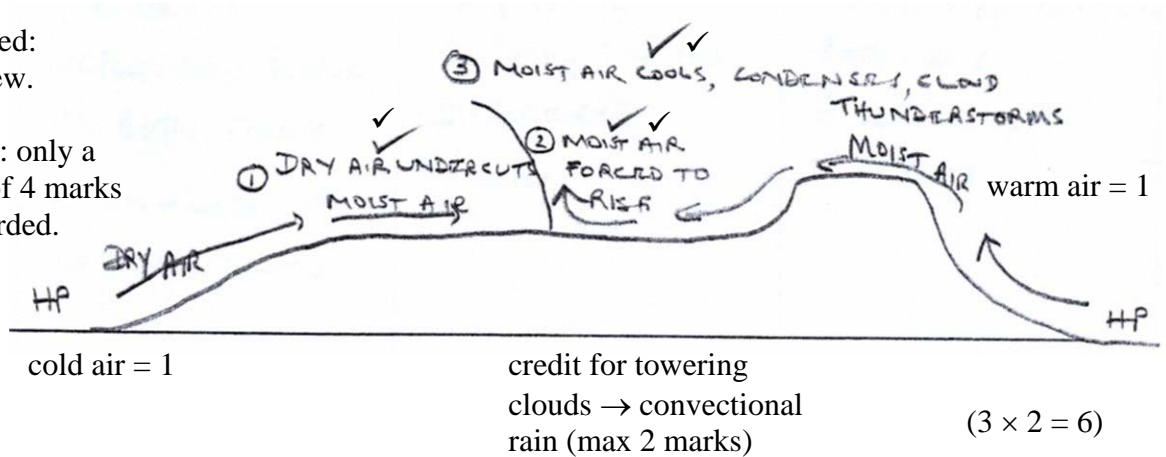 ed:
ew.
③ MOIST AIR COOLS, CONDENSES, CLOUD
THUNDERSTORMS
: only a
of 4 marks
rded.
① DRY AIR UNDERCUTS
MOIST AIR
② MOIST AIR
FORCED TO
RISE
MOIST
AIR
warm air = 1
DRY AIR
HP
HP
cold air = 1
credit for towering
clouds → convectional
rain (max 2 marks)
(3 × 2 = 6)